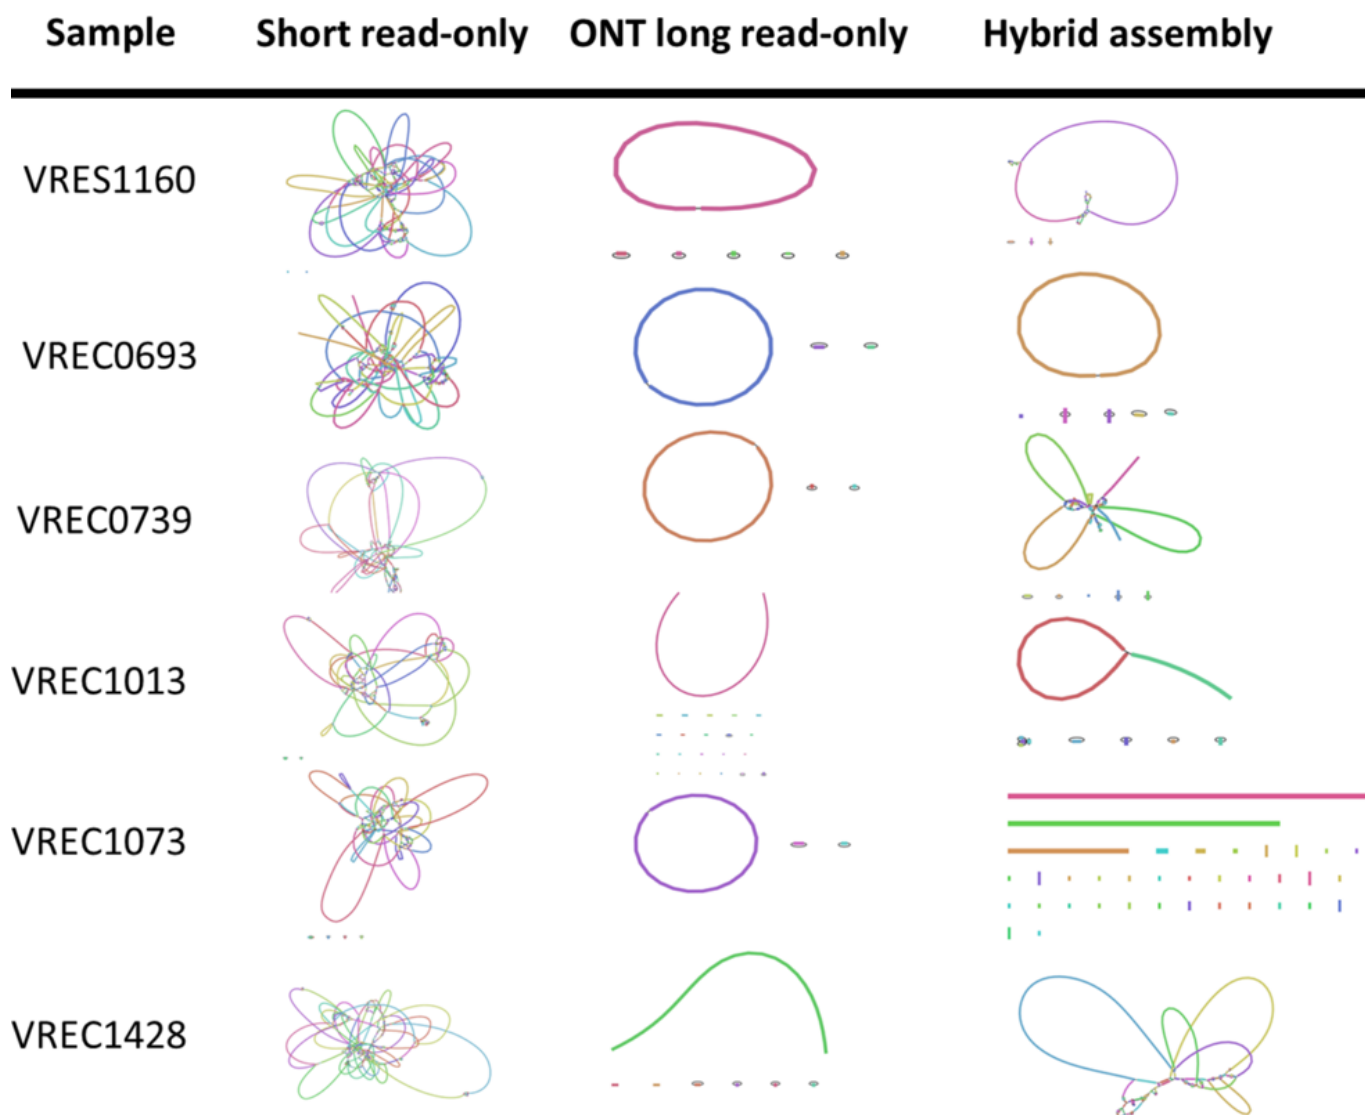 Sample Short read-only ONT long read-only Hybrid assembly
VRES1160
VREC0693
VREC0739
VREC1013
VREC1073
VREC1428